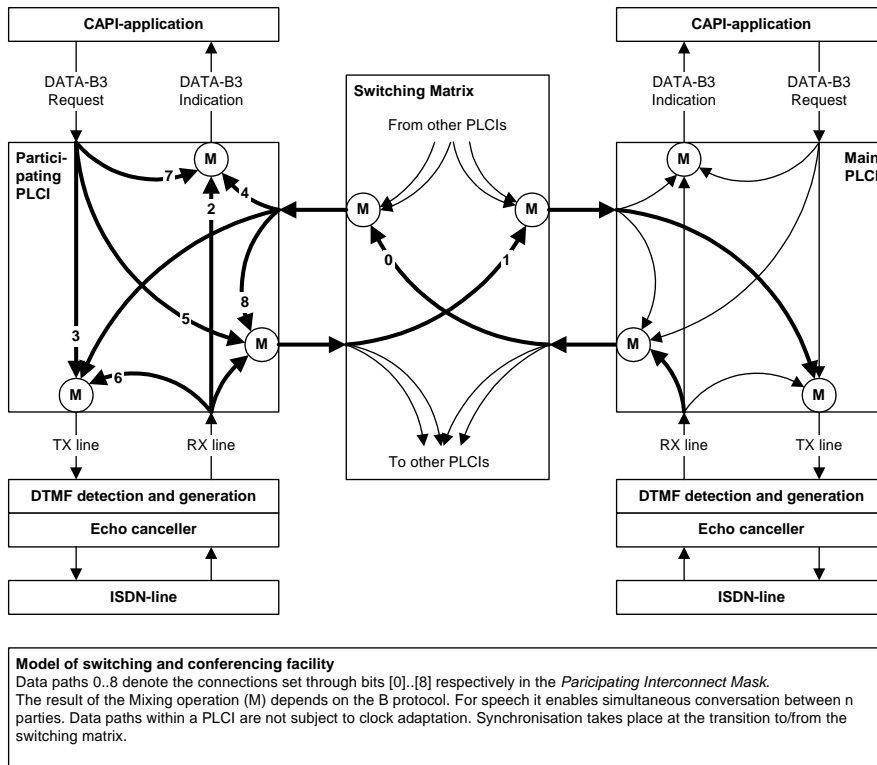 CAPI-application
CAPI-application
DATA-B3
Request
DATA-B3
Indication
Switching Matrix
DATA-B3
Indication
DATA-B3
Request
From other PLCIs
Partici-
pating
PLCI
M
7
2
4
M
M
M
Main
PLCI
0
1
8
5
3
M
M
6
M
M
TX line
RX line
To other PLCIs
RX line
TX line
DTMF detection and generation
DTMF detection and generation
Echo canceller
Echo canceller
ISDN-line
ISDN-line
Model of switching and conferencing facility
Data paths 0..8 denote the connections set through bits [0]..[8] respectively in the Paricipating Interconnect Mask.
The result of the Mixing operation (M) depends on the B protocol. For speech it enables simultaneous conversation between n
parties. Data paths within a PLCI are not subject to clock adaptation. Synchronisation takes place at the transition to/from the
switching matrix.